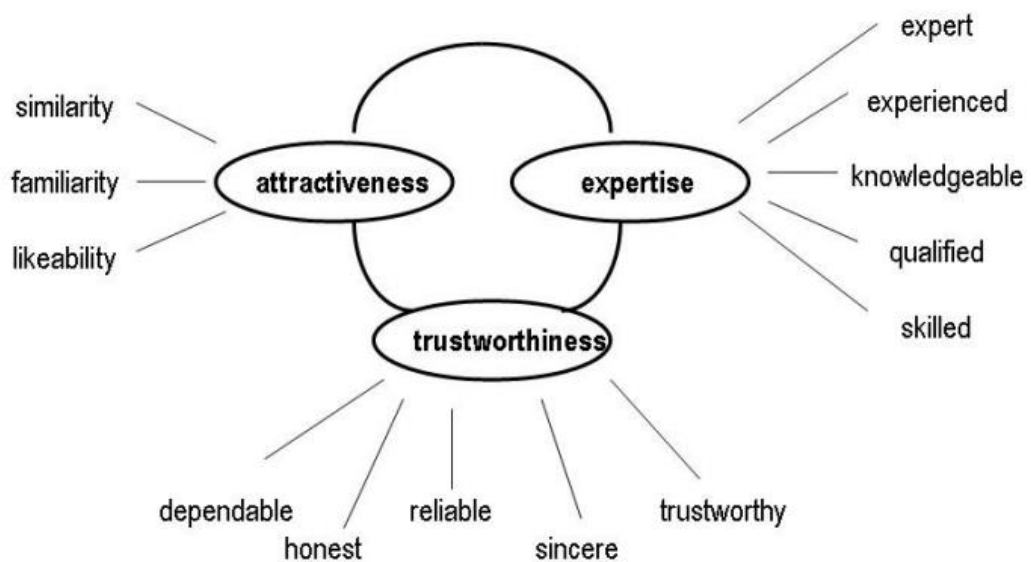 expert
similarity
experienced
familiarity
attractiveness
expertise
knowledgeable
likeability
qualified
skilled
trustworthiness
dependable
reliable
trustworthy
honest
sincere